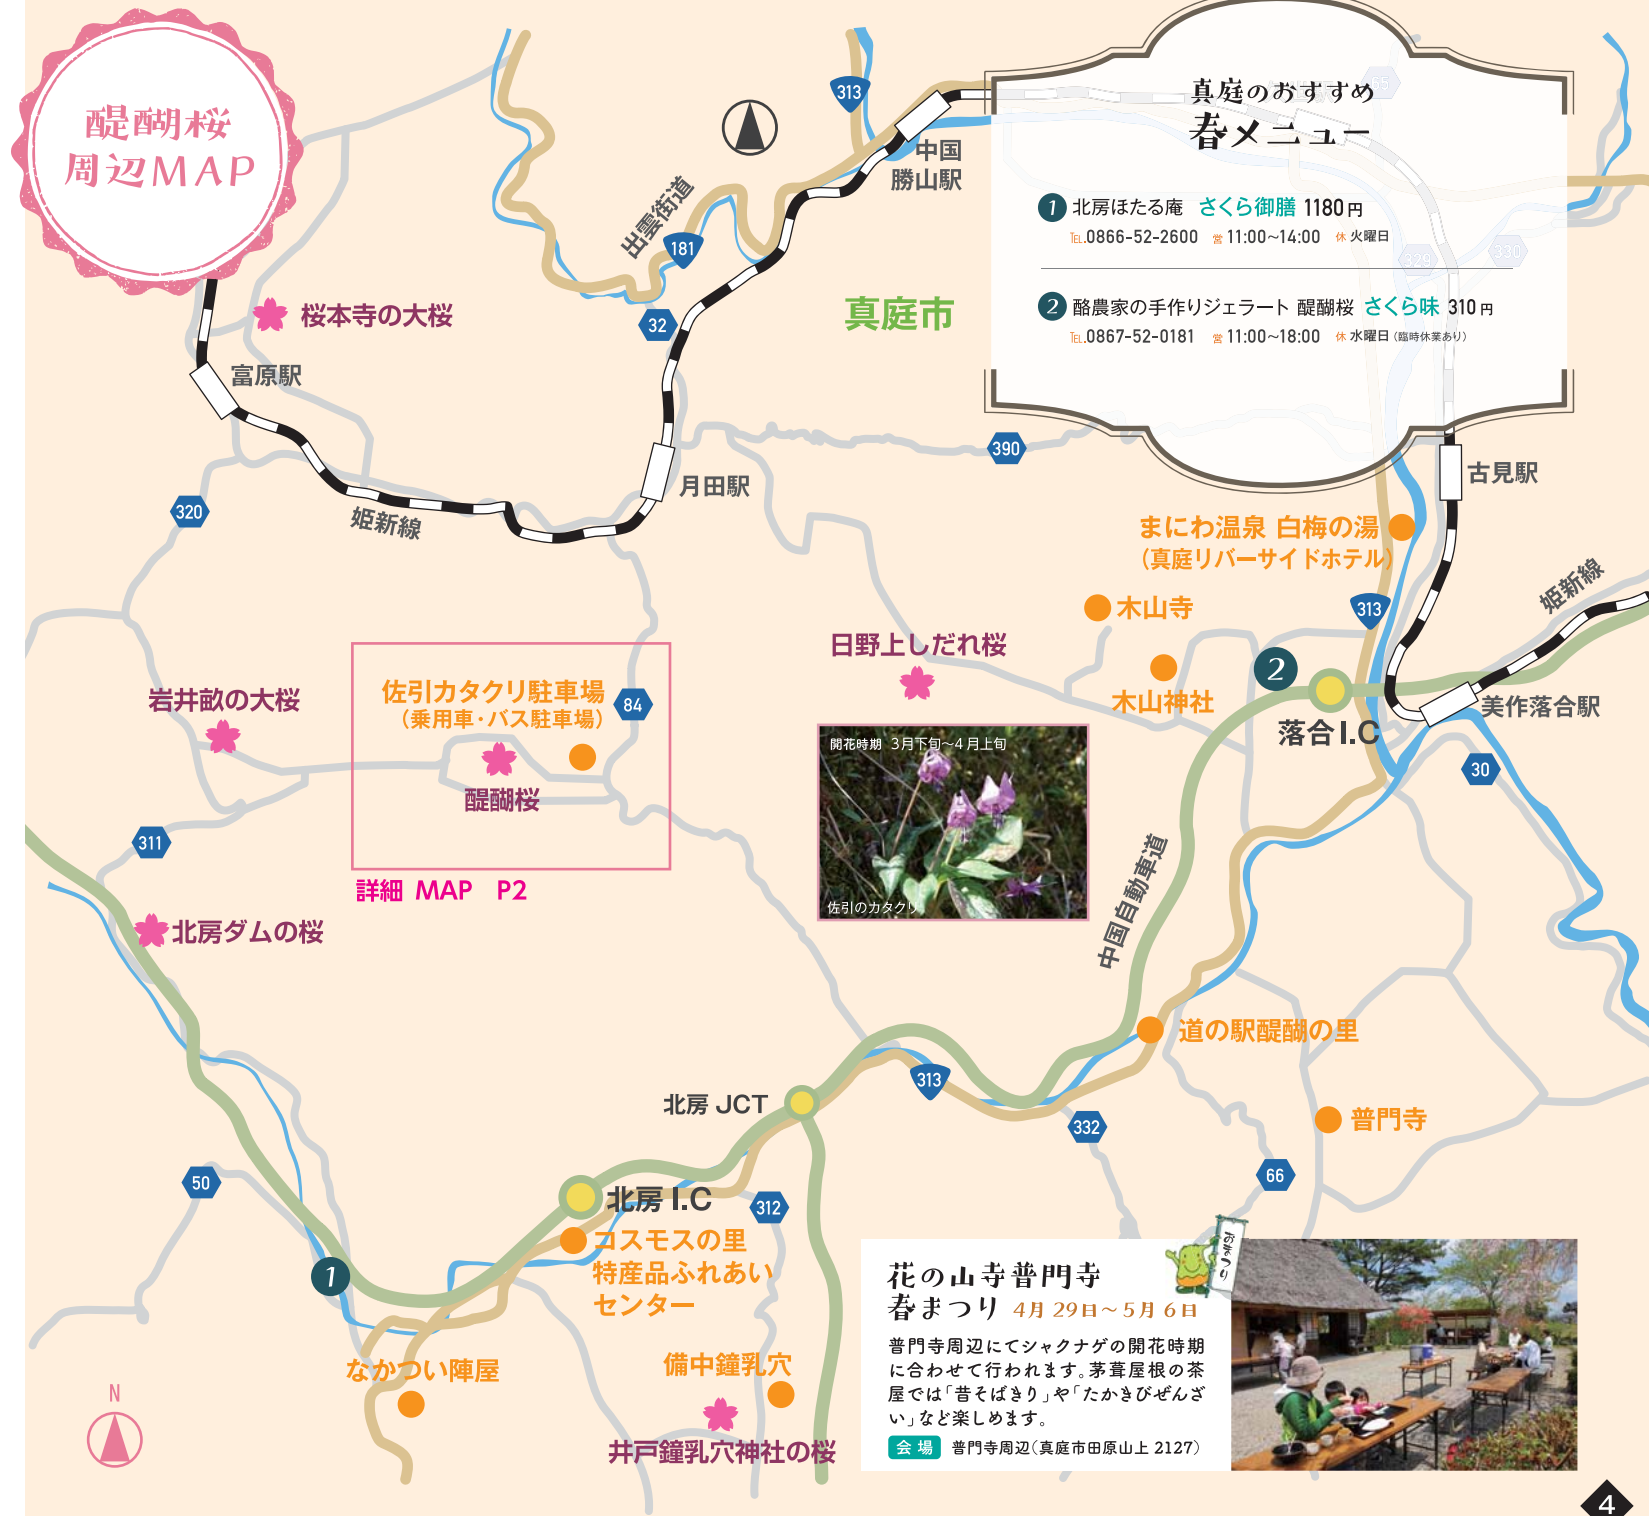 醍醐桜
周辺MAP
真庭のおすすめ
春メニュー
1 北房ほたる庵 さくら御膳 1180円
TEL.0866-52-2600 営 11:00~14:00 休 火曜日
2 酪農家の手作りジェラート 醍醐桜 さくら味 310円
TEL.0867-52-0181 営 11:00~18:00 休 水曜日(臨時休業あり)
313
中国
勝山駅
出雲街道
181
32
真庭市
桜本寺の大桜
富原駅
月田駅
390
古見駅
320
姫新線
329
330
まにわ温泉 白梅の湯
(真庭リバーサイドホテル)
木山寺
313
姫新線
日野上しだれ桜
木山神社
2
落合I.C
美作落合駅
30
岩井畝の大桜
佐引カタクリ駐車場
(乗用車・バス駐車場)
84
醍醐桜
詳細 MAP P2
開花時期 3月下旬~4月上旬
佐引のカタクリ
311
北房ダムの桜
中国自動車道
道の駅醍醐の里
313
北房JCT
332
普門寺
66
50
北房I.C
312
1
コスモスの里
特産品ふれあい
センター
なかつい陣屋
備中鐘乳穴
井戸鐘乳穴神社の桜
N
花の山寺普門寺
春まつり 4月29日~5月6日
おまつり
普門寺周辺にてシャクナゲの開花時期
に合わせて行われます。茅葺屋根の茶
屋では「昔そばきり」や「たかきびぜんざ
い」など楽しめます。
会場 普門寺周辺(真庭市田原山上2127)
4